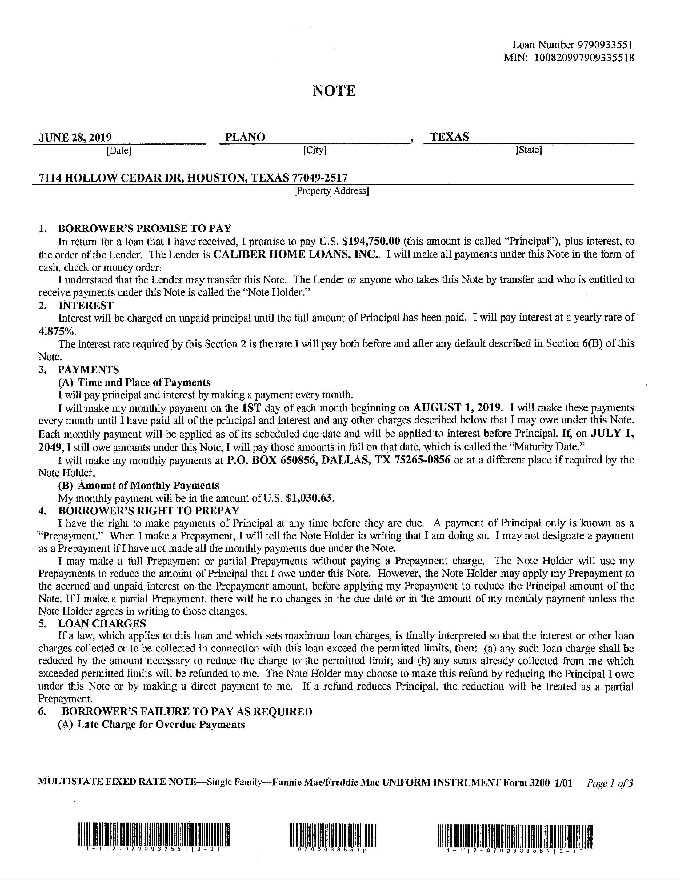 Loan Number 9790933551
MIN: 100820997909335518
NOTE
JUNE 28, 2019 PLANO , TEXAS
[Date] [City] [State]
7114 HOLLOW CEDAR DR, HOUSTON, TEXAS 77049-2517
[Property Address]
1. BORROWER'S PROMISE TO PAY
In return for a loan that I have received, I promise to pay U.S. $194,750.00 (this amount is called "Principal"), plus interest, to
the order of the Lender. The Lender is CALIBER HOME LOANS, INC.. I will make all payments under this Note in the form of
cash, check or money order.
I understand that the Lender may transfer this Note. The Lender or anyone who takes this Note by transfer and who is entitled to
receive payments under this Note is called the "Note Holder."
2. INTEREST
Interest will be charged on unpaid principal until the full amount of Principal has been paid. I will pay interest at a yearly rate of
4.875%.
The interest rate required by this Section 2 is the rate I will pay both before and after any default described in Section 6(B) of this
Note.
3. PAYMENTS
(A) Time and Place of Payments
I will pay principal and interest by making a payment every month.
I will make my monthly payment on the 1ST day of each month beginning on AUGUST 1, 2019. I will make these payments
every month until I have paid all of the principal and interest and any other charges described below that I may owe under this Note.
Each monthly payment will be applied as of its scheduled due date and will be applied to interest before Principal. If, on JULY 1,
2049, I still owe amounts under this Note, I will pay those amounts in full on that date, which is called the "Maturity Date."
I will make my monthly payments at P.O. BOX 650856, DALLAS, TX 75265-0856 or at a different place if required by the
Note Holder.
(B) Amount of Monthly Payments
My monthly payment will be in the amount of U.S. $1,030.63.
4. BORROWER'S RIGHT TO PREPAY
I have the right to make payments of Principal at any time before they are due. A payment of Principal only is known as a
"Prepayment." When I make a Prepayment, I will tell the Note Holder in writing that I am doing so. I may not designate a payment
as a Prepayment if I have not made all the monthly payments due under the Note.
I may make a full Prepayment or partial Prepayments without paying a Prepayment charge. The Note Holder will use my
Prepayments to reduce the amount of Principal that I owe under this Note. However, the Note Holder may apply my Prepayment to
the accrued and unpaid interest on the Prepayment amount, before applying my Prepayment to reduce the Principal amount of the
Note. If I make a partial Prepayment, there will be no changes in the due date or in the amount of my monthly payment unless the
Note Holder agrees in writing to those changes.
5. LOAN CHARGES
If a law, which applies to this loan and which sets maximum loan charges, is finally interpreted so that the interest or other loan
charges collected or to be collected in connection with this loan exceed the permitted limits, then: (a) any such loan charge shall be
reduced by the amount necessary to reduce the charge to the permitted limit; and (b) any sums already collected from me which
exceeded permitted limits will be refunded to me. The Note Holder may choose to make this refund by reducing the Principal I owe
under this Note or by making a direct payment to me. If a refund reduces Principal, the reduction will be treated as a partial
Prepayment.
6. BORROWER'S FAILURE TO PAY AS REQUIRED
(A) Late Charge for Overdue Payments
MULTISTATE FIXED RATE NOTE—Single Family—Fannie Mae/Freddie Mac UNIFORM INSTRUMENT Form 3200 1/01 Page 1 of 3